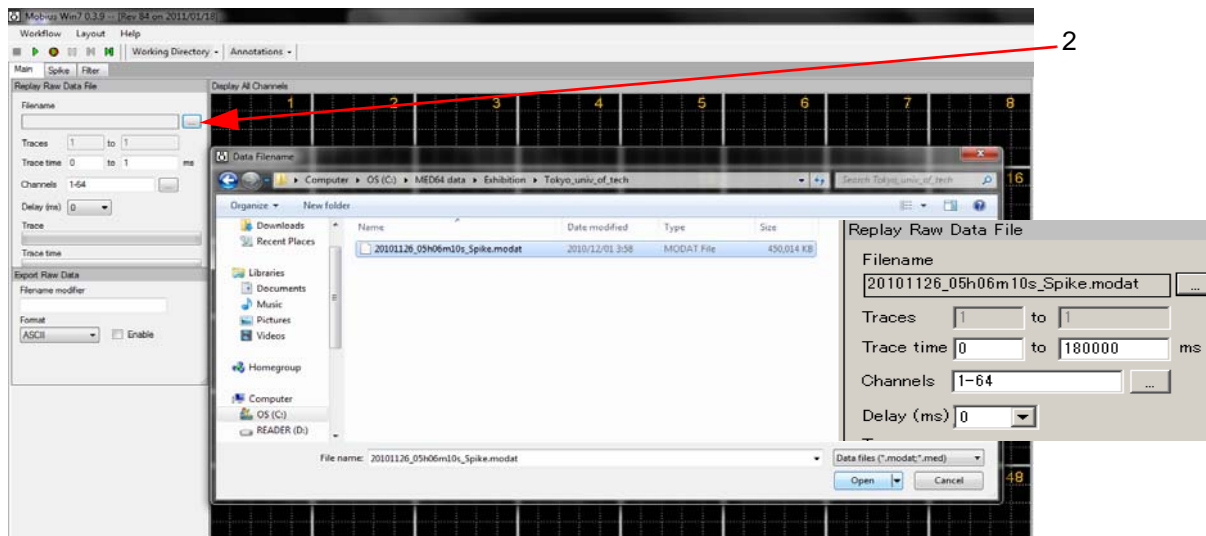 Mobius Win7 0.3.9 -- [Rev 84 on 2011/01/18]
Workflow Layout Help
Working Directory Annotations
2
Main Spike Filter
Replay Raw Data File
Display All Channels
Filename
...
1 2 3 4 5 6 7 8
Traces 1 to 1
Trace time 0 to 1 ms
Channels 1-64 ...
Delay (ms) 0
Trace
Trace time
Export Raw Data
Filename modifier
Format
ASCII Enable
Data Filename
Computer OS (C:) MED64 data Exhibition Tokyo_univ_of_tech Search Tokyo_univ_of_tech
16
Organize New folder
Downloads
Recent Places
Libraries
Documents
Music
Pictures
Videos
Homegroup
Computer
OS (C:)
READER (D:)
Name Date modified Type Size
20101126_05h06m10s_Spike.modat 2010/12/01 3:58 MODAT File 450,014 KB
File name: 20101126_05h06m10s_Spike.modat Data files (*.modat;*.med)
Open Cancel
48
Replay Raw Data File
Filename
20101126_05h06m10s_Spike.modat ...
Traces 1 to 1
Trace time 0 to 180000 ms
Channels 1-64 ...
Delay (ms) 0